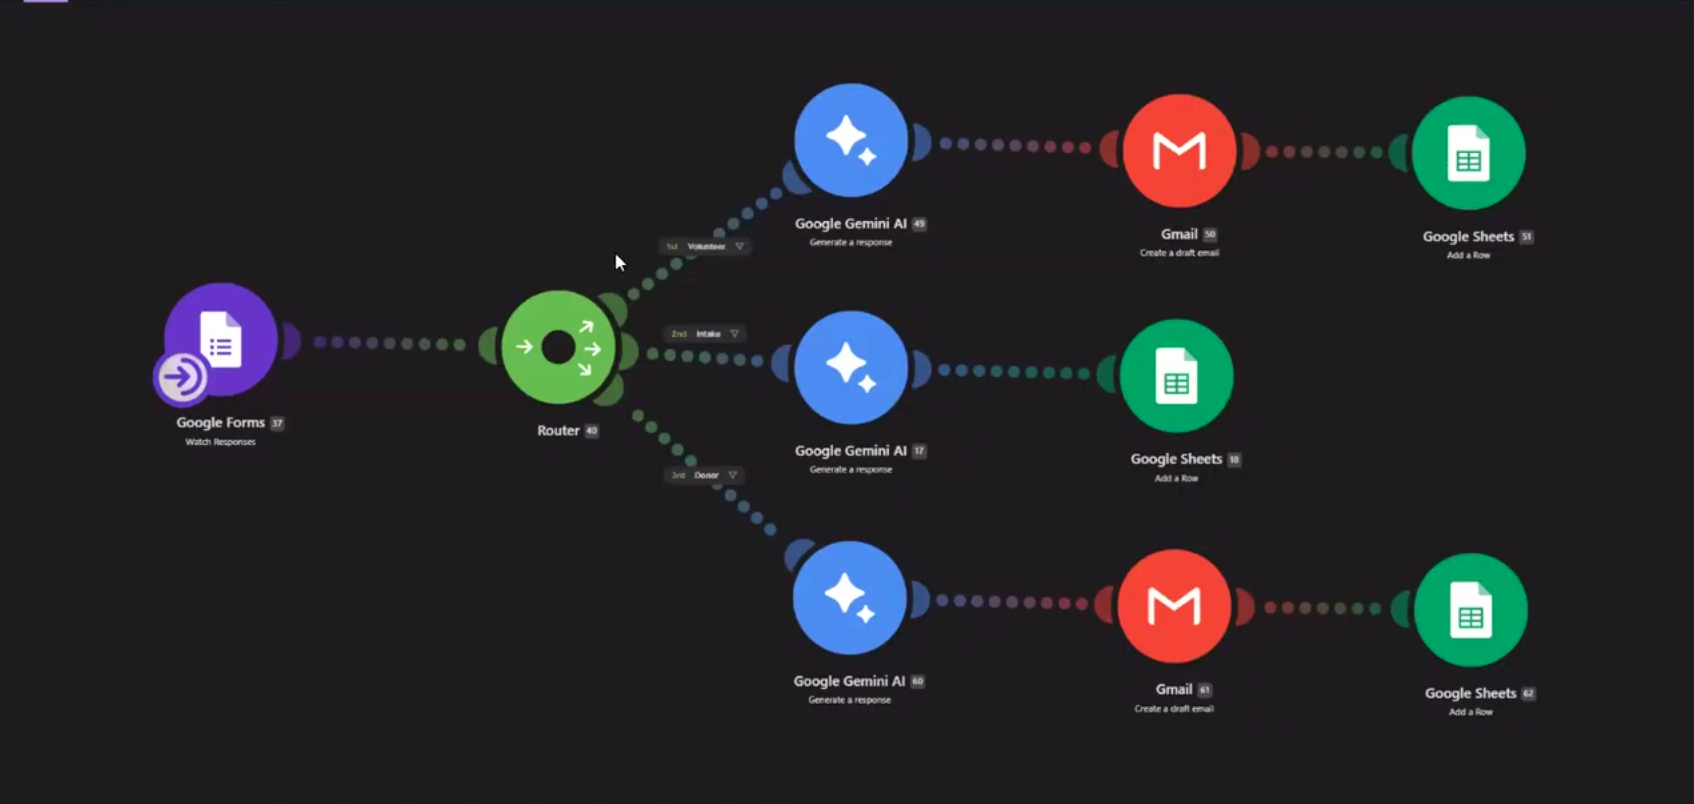 Google Gemini AI 49
Generate a response
Gmail 50
Create a draft email
Google Sheets 51
Add a Row
1st Volunteer
Google Forms 37
Watch Responses
Router 40
2nd Intake
Google Gemini AI 17
Generate a response
Google Sheets 18
Add a Row
3rd Donor
Google Gemini AI 60
Generate a response
Gmail 61
Create a draft email
Google Sheets 62
Add a Row